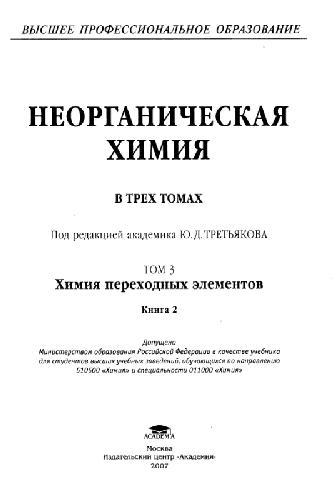 ВЫСШЕЕ ПРОФЕССИОНАЛЬНОЕ ОБРАЗОВАНИЕ
НЕОРГАНИЧЕСКАЯ
ХИМИЯ
В ТРЕХ ТОМАХ
Под редакцией академика Ю.Д.ТРЕТЬЯКОВА
ТОМ 3
Химия переходных элементов
Книга 2
Допущено
Министерством образования Российской Федерации в качестве учебника
для студентов высших учебных заведений, обучающихся по направлению
510500 «Химия» и специальности 011000 «Химия»
ACADEMA
Москва
Издательский центр «Академия»
2007